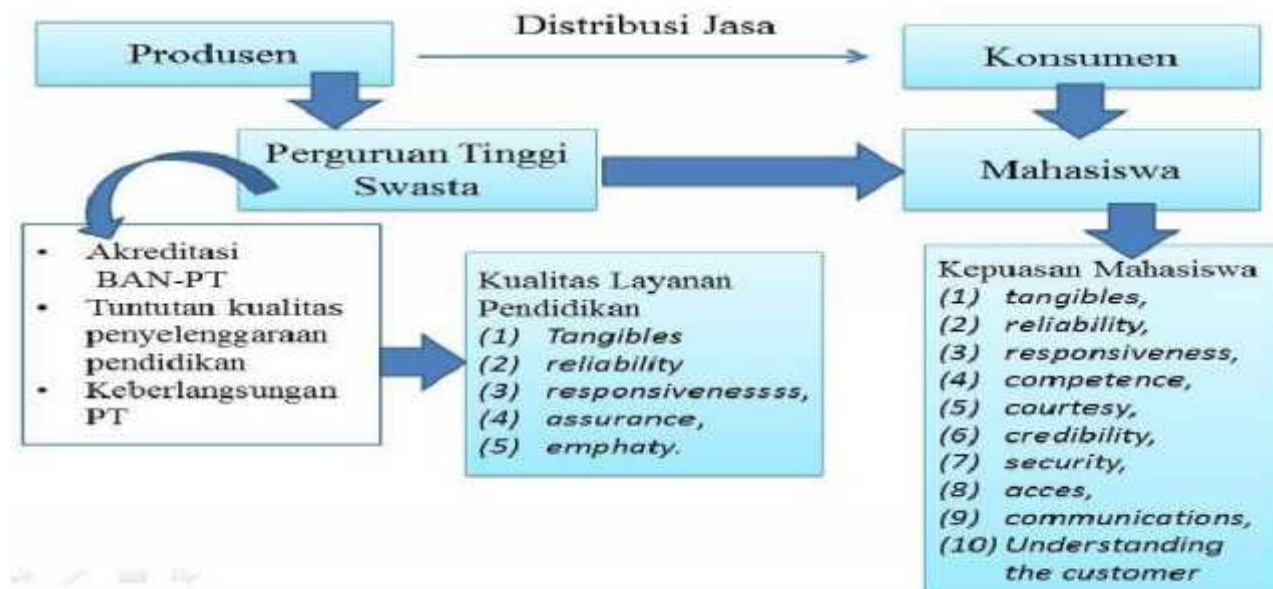 Produsen
Distribusi Jasa
Konsumen
Perguruan Tinggi
Swasta
Mahasiswa
• Akreditasi
BAN-PT
• Tuntutan kualitas
penyelenggaraan
pendidikan
• Keberlangsungan
PT
Kualitas Layanan
Pendidikan
(1) Tangibles
(2) reliability
(3) responsivenessss,
(4) assurance,
(5) emphaty.
Kepuasan Mahasiswa
(1) tangibles,
(2) reliability,
(3) responsiveness,
(4) competence,
(5) courtesy,
(6) credibility,
(7) security,
(8) acces,
(9) communications,
(10) Understanding
the customer